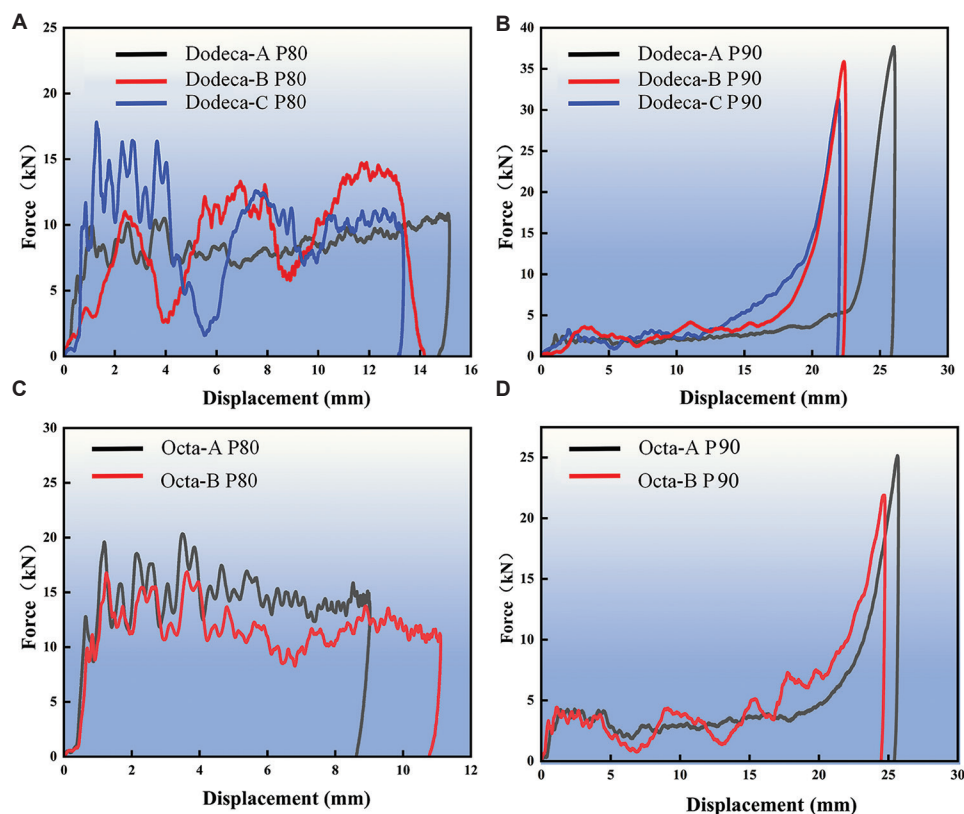 A
25
20
15
10
5
0
Force (kN)
Dodeca-A P80
Dodeca-B P80
Dodeca-C P80
0 2 4 6 8 10 12 14 16
Displacement (mm)
B
40
35
30
25
20
15
10
5
0
Force (kN)
Dodeca-A P90
Dodeca-B P90
Dodeca-C P90
0 5 10 15 20 25 30
Displacement (mm)
C
30
25
20
15
10
5
0
Force (kN)
Octa-A P80
Octa-B P80
0 2 4 6 8 10 12
Displacement (mm)
D
25
20
15
10
5
0
Force (kN)
Octa-A P90
Octa-B P90
0 5 10 15 20 25 30
Displacement (mm)